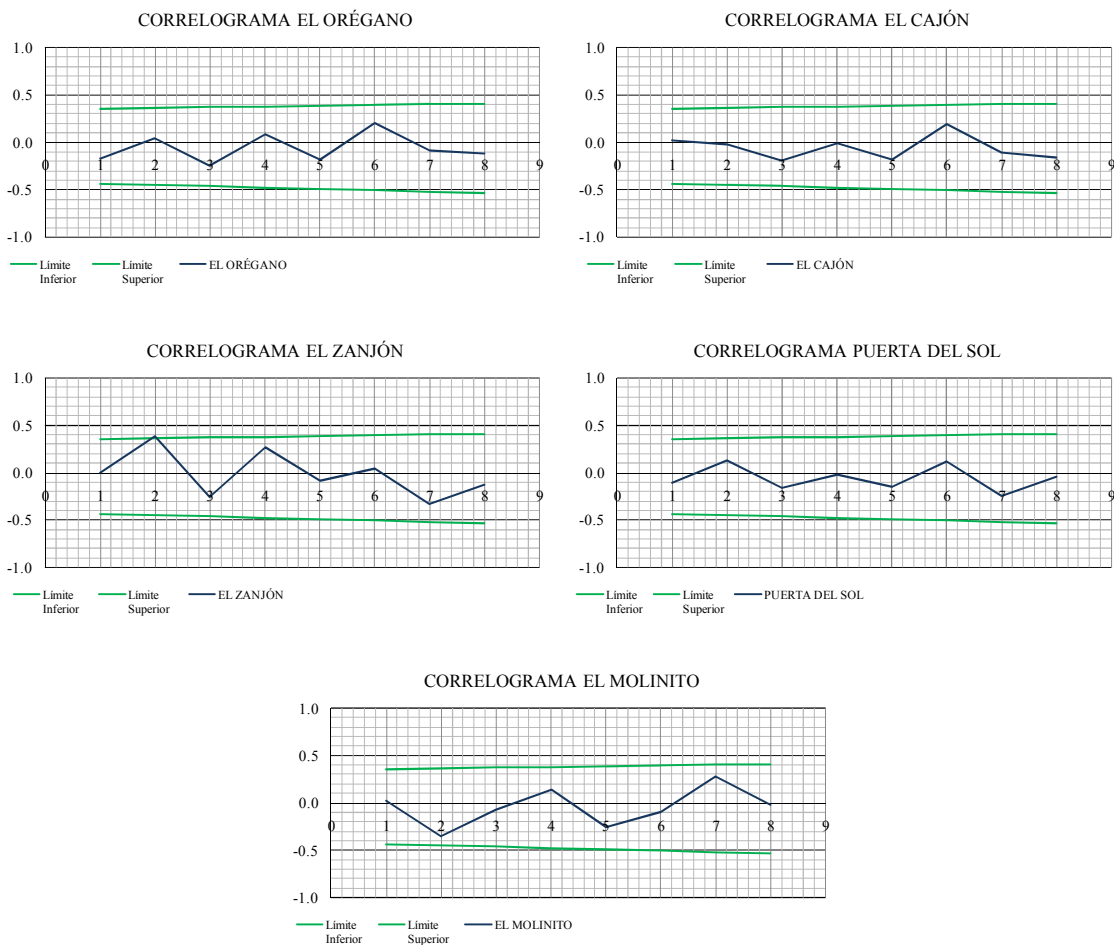 CORRELOGRAMA EL ORÉGANO
1.0
0.5
0.0
-0.5
-1.0
0 1 2 3 4 5 6 7 8 9
Límite Inferior
Límite Superior
EL ORÉGANO
CORRELOGRAMA EL CAJÓN
1.0
0.5
0.0
-0.5
-1.0
0 1 2 3 4 5 6 7 8 9
Límite Inferior
Límite Superior
EL CAJÓN
CORRELOGRAMA EL ZANJÓN
1.0
0.5
0.0
-0.5
-1.0
0 1 2 3 4 5 6 7 8 9
Límite Inferior
Límite Superior
EL ZANJÓN
CORRELOGRAMA PUERTA DEL SOL
1.0
0.5
0.0
-0.5
-1.0
0 1 2 3 4 5 6 7 8 9
Límite Inferior
Límite Superior
PUERTA DEL SOL
CORRELOGRAMA EL MOLINITO
1.0
0.5
0.0
-0.5
-1.0
0 1 2 3 4 5 6 7 8 9
Límite Inferior
Límite Superior
EL MOLINITO